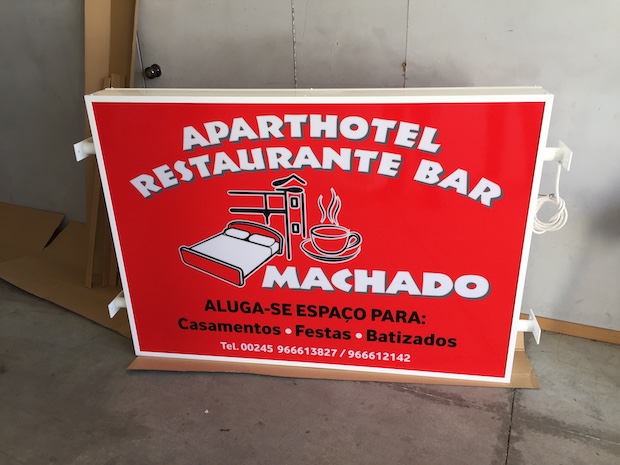 APARTHOTEL
RESTAURANTE BAR
MACHADO
ALUGA-SE ESPAÇO PARA:
Casamentos • Festas • Batizados
Tel. 00245 966613827 / 966612142